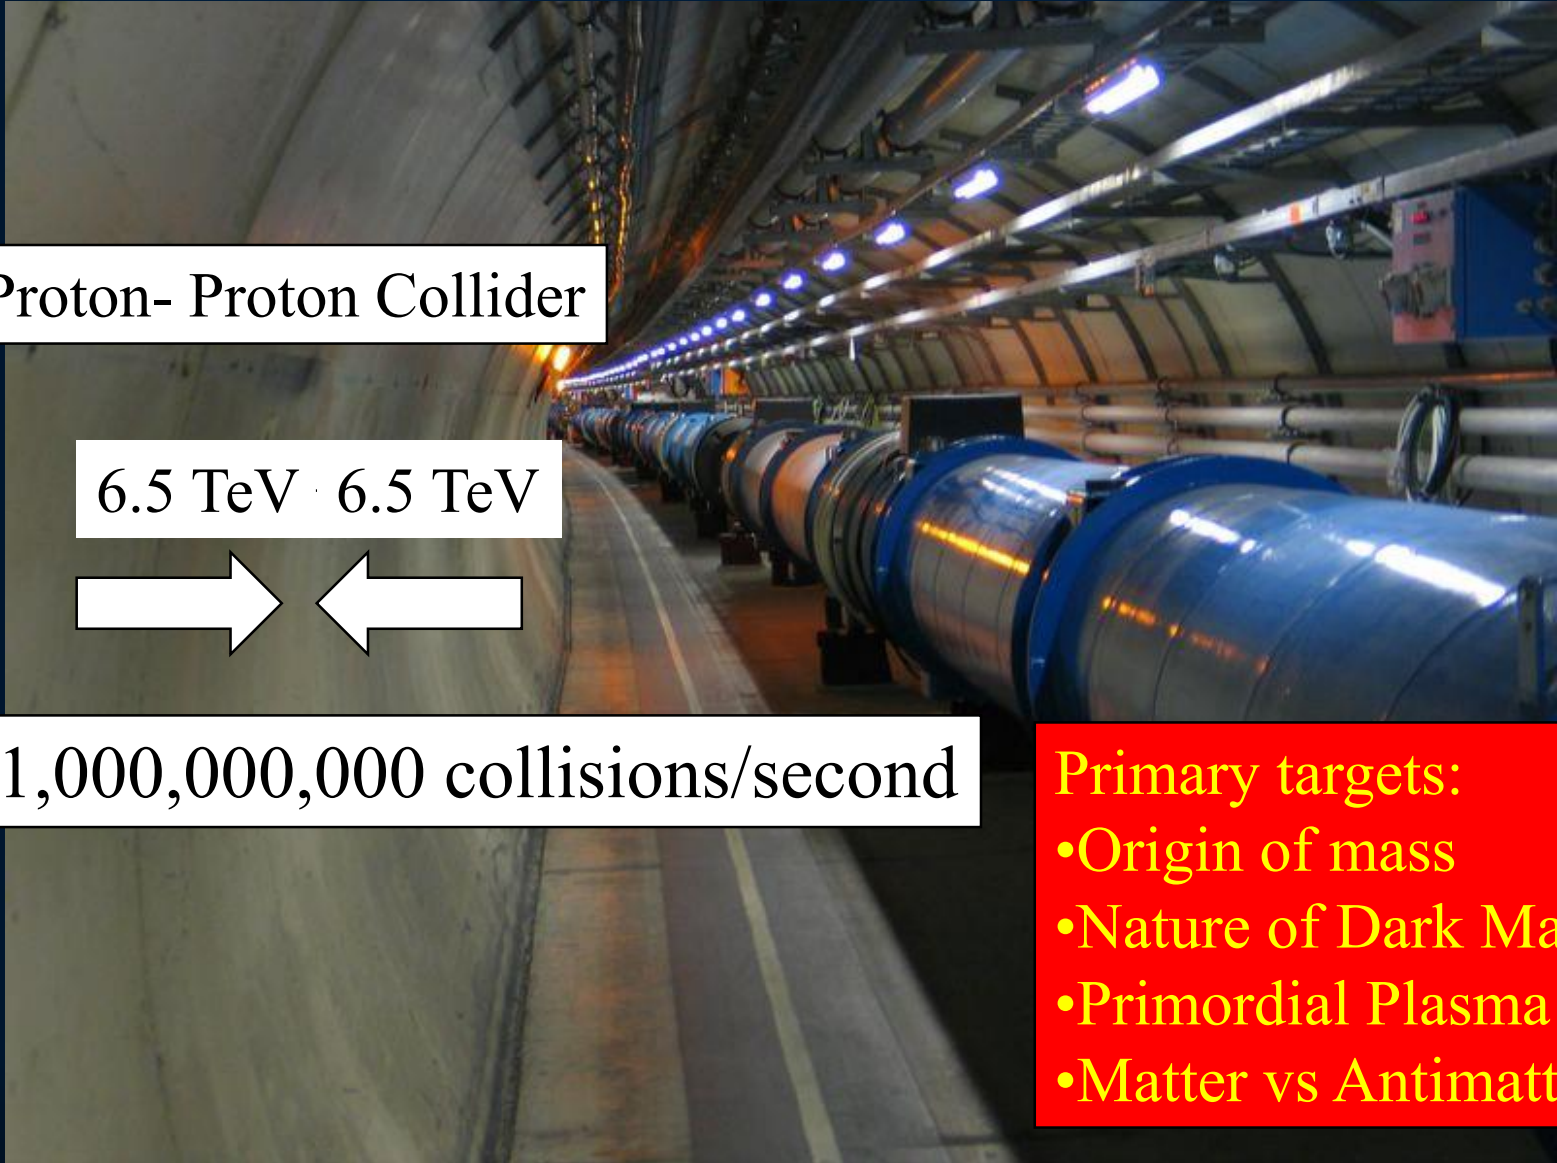 Proton- Proton Collider
6.5 TeV 6.5 TeV
1,000,000,000 collisions/second
Primary targets:
•Origin of mass
•Nature of Dark Ma
•Primordial Plasma
•Matter vs Antimatt